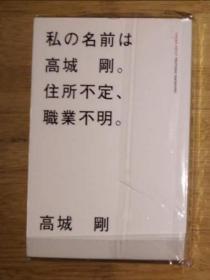 私の名前は
高城　剛。
住所不定、
職業不明。
高城　剛